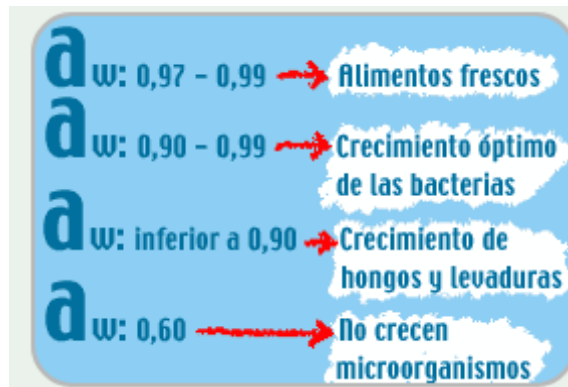 aw: 0,97 - 0,99 Alimentos frescos
aw: 0,90 - 0,99 Crecimiento óptimo
de las bacterias
aw: inferior a 0,90 Crecimiento de
hongos y levaduras
aw: 0,60 No crecen
microorganismos